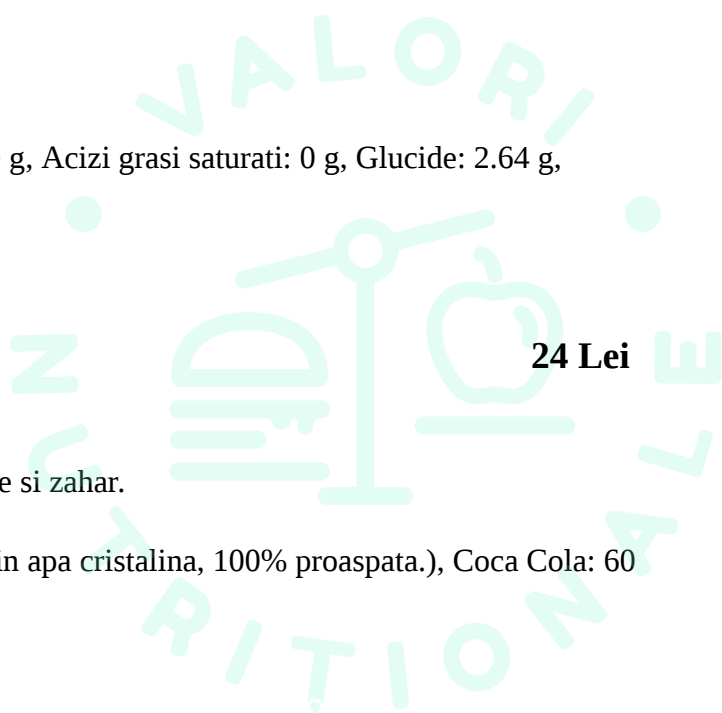 VALORI
g, Acizi grasi saturati: 0 g, Glucide: 2.64 g,
24 Lei
e si zahar.
in apa cristalina, 100% proaspata.), Coca Cola: 60
NUTRIȚIONALE